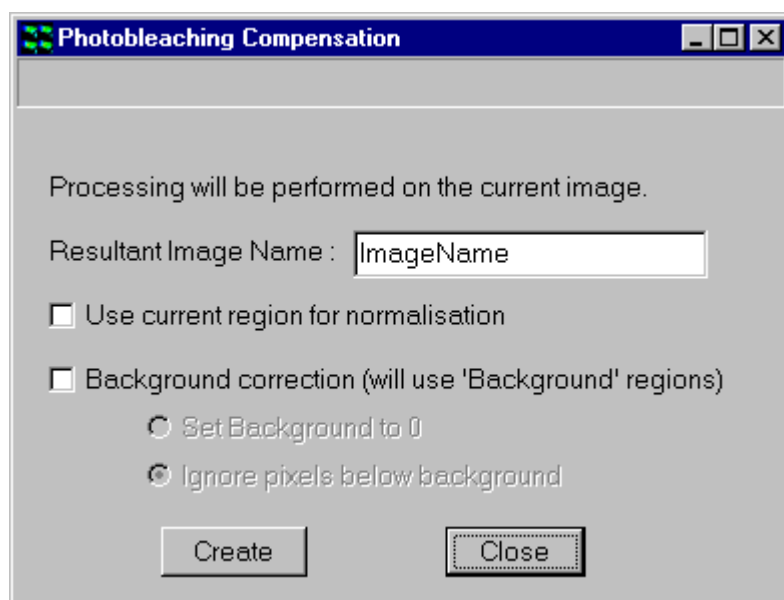 Photobleaching Compensation
Processing will be performed on the current image.
Resultant Image Name : ImageName
Use current region for normalisation
Background correction (will use 'Background' regions)
Set Background to 0
Ignore pixels below background
Create Close